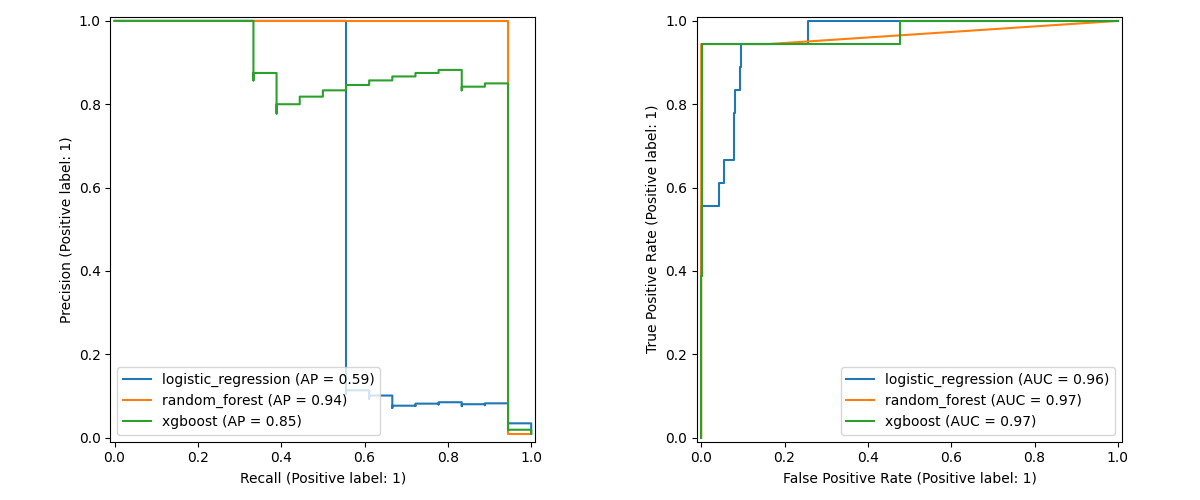 1.0
0.8
0.6
0.4
0.2
0.0
Precision (Positive label: 1)
logistic_regression (AP = 0.59)
random_forest (AP = 0.94)
xgboost (AP = 0.85)
0.0 0.2 0.4 0.6 0.8 1.0
Recall (Positive label: 1)
1.0
0.8
0.6
0.4
0.2
0.0
True Positive Rate (Positive label: 1)
logistic_regression (AUC = 0.96)
random_forest (AUC = 0.97)
xgboost (AUC = 0.97)
0.0 0.2 0.4 0.6 0.8 1.0
False Positive Rate (Positive label: 1)